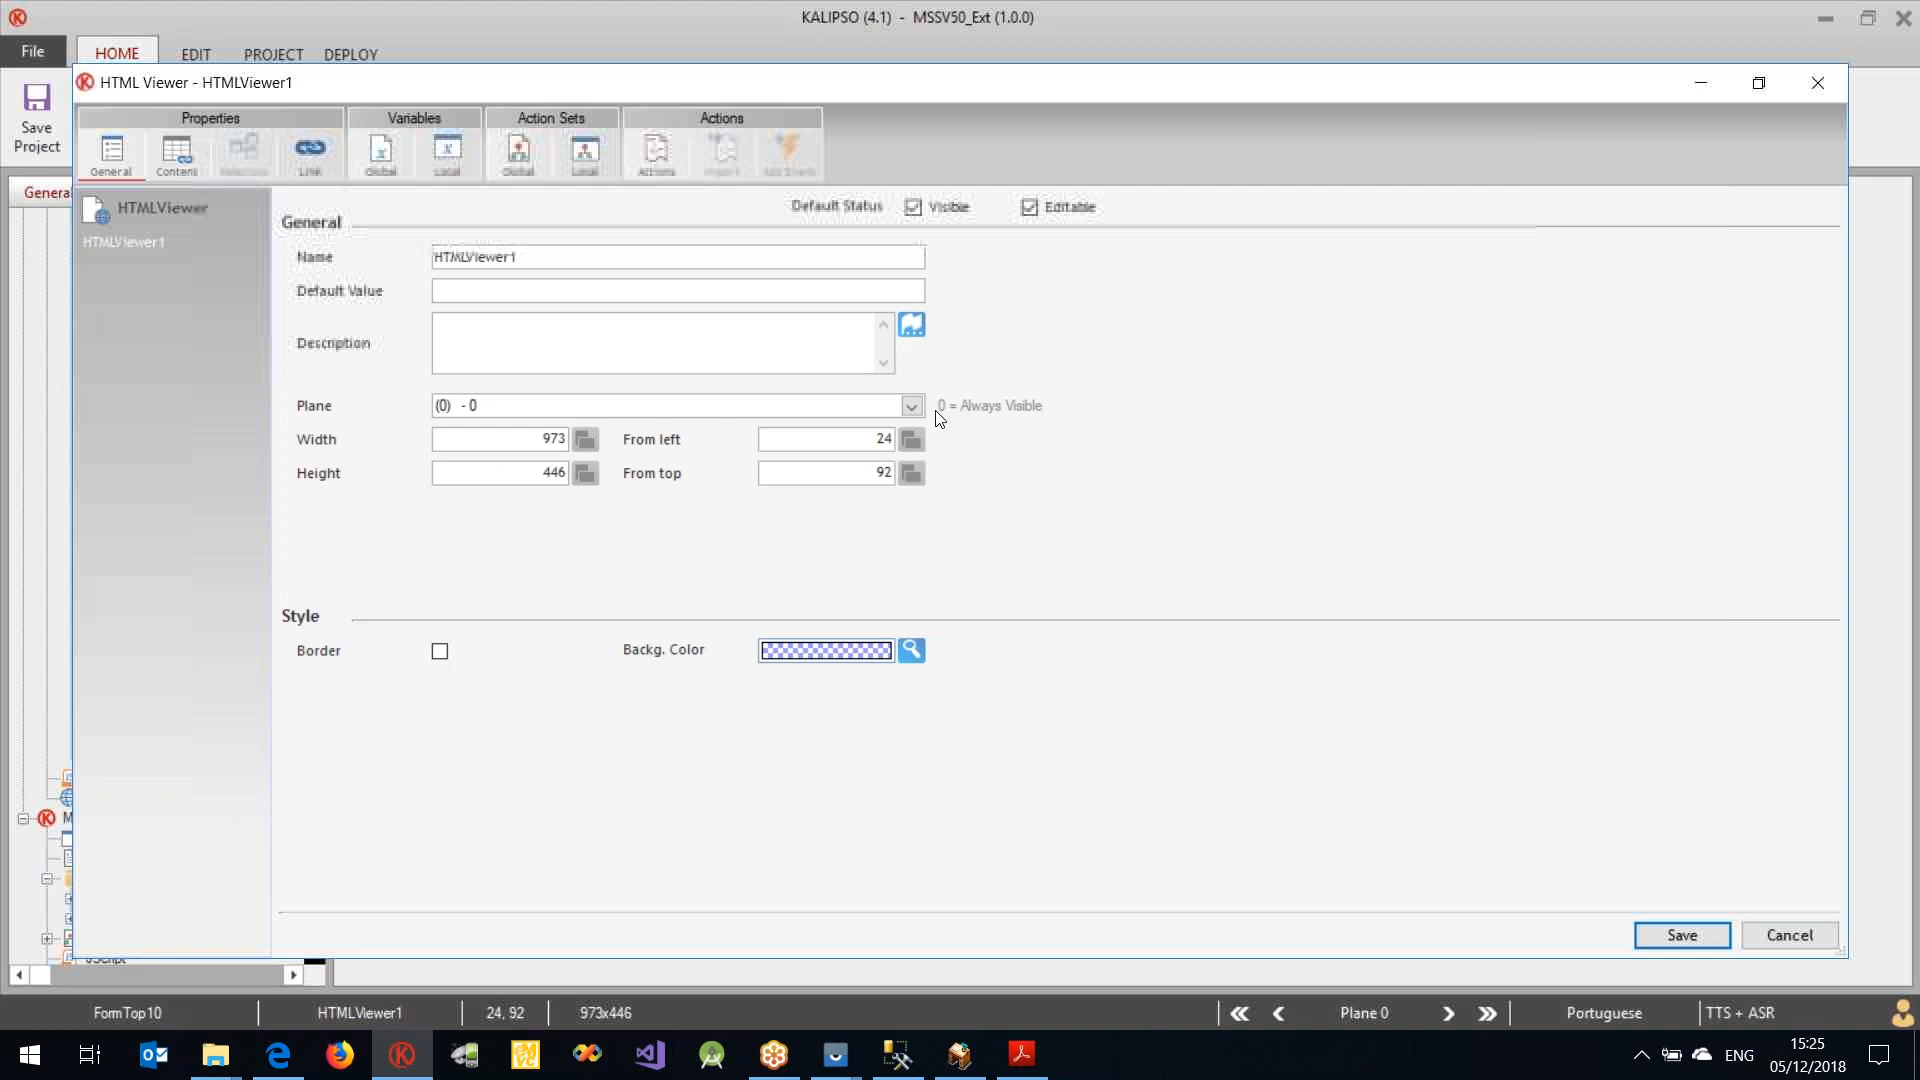 KALIPSO (4.1) - MSSV50_Ext (1.0.0)
File
HOME
EDIT
PROJECT
DEPLOY
HTML Viewer - HTMLViewer1
Save
Project
Properties
Variables
Action Sets
Actions
General
Content
Link
Global
Local
Global
Local
Actions
Import
Add Event
Genera
HTMLViewer
HTMLViewer1
Default Status
Visible
Editable
General
Name
HTMLViewer1
Default Value
Description
Plane
(0) - 0
0 = Always Visible
Width
973
From left
24
Height
446
From top
92
Style
Border
Backg. Color
M
Save
Cancel
JScript
FormTop10
HTMLViewer1
24, 92
973x446
Plane 0
Portuguese
TTS + ASR
ENG
15:25
05/12/2018